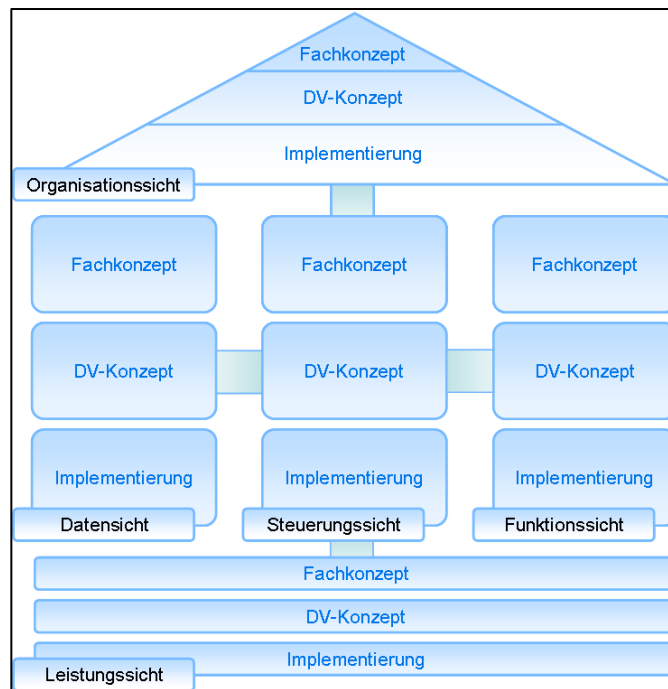 Fachkonzept
DV-Konzept
Implementierung
Organisationssicht
Fachkonzept
Fachkonzept
Fachkonzept
DV-Konzept
DV-Konzept
DV-Konzept
Implementierung
Implementierung
Implementierung
Datensicht
Steuerungssicht
Funktionssicht
Fachkonzept
DV-Konzept
Implementierung
Leistungssicht